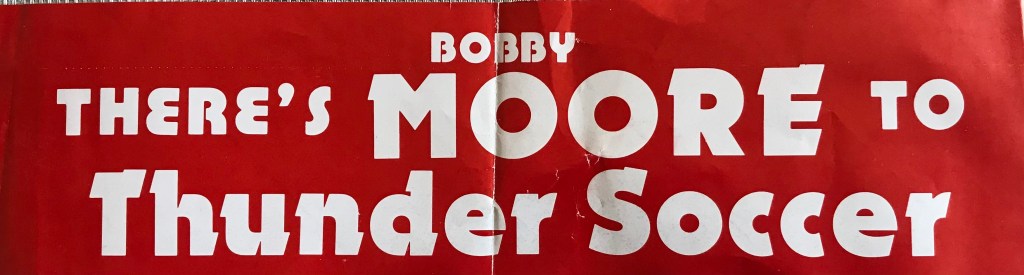 BOBBY
THERE'S MOORE TO
Thunder Soccer